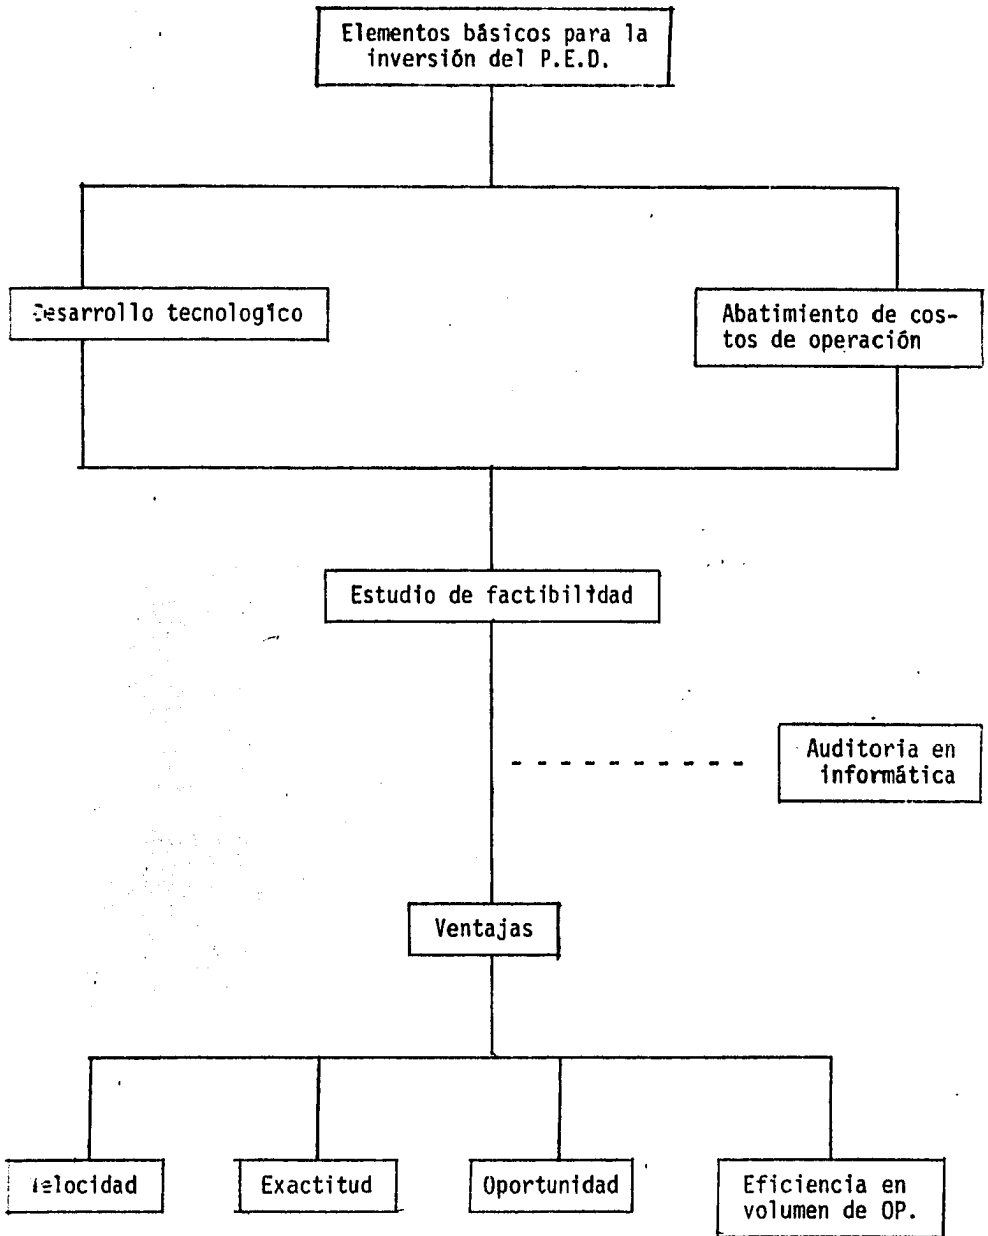 Elementos básicos para la
inversión del P.E.D.
Desarrollo tecnologico
Abatimiento de cos-
tos de operación
Estudio de factibilidad
Auditoria en
informática
Ventajas
Velocidad
Exactitud
Oportunidad
Eficiencia en
volumen de OP.